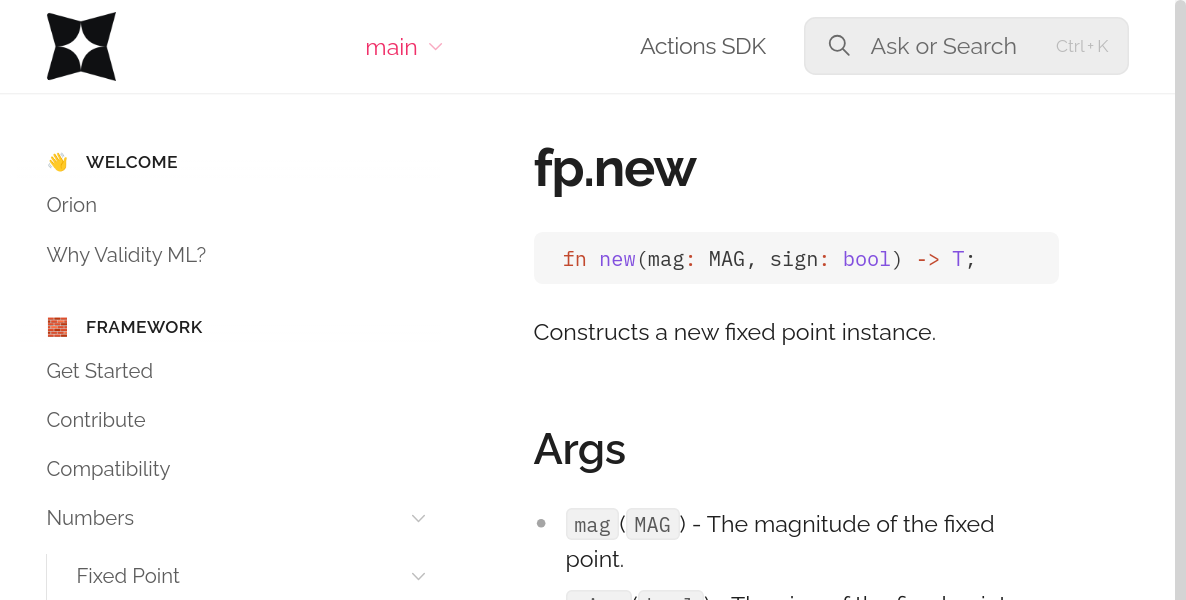 main
Actions SDK
Ask or Search
Ctrl+K
👋 WELCOME
Orion
Why Validity ML?
🧱 FRAMEWORK
Get Started
Contribute
Compatibility
Numbers
Fixed Point
fp.new
fn new(mag: MAG, sign: bool) -> T;
Constructs a new fixed point instance.
Args
mag(MAG) - The magnitude of the fixed
point.